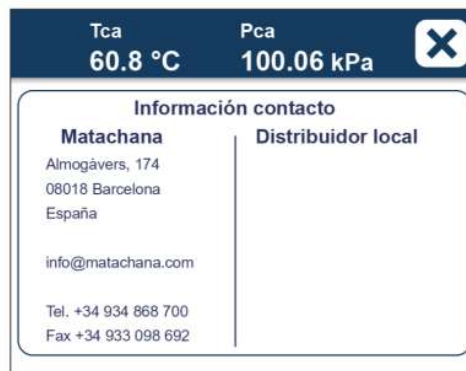 Tca Pca
60.8 °C 100.06 kPa
Información contacto
Matachana
Almogàvers, 174
08018 Barcelona
España
info@matachana.com
Tel. +34 934 868 700
Fax +34 933 098 692
Distribuidor local